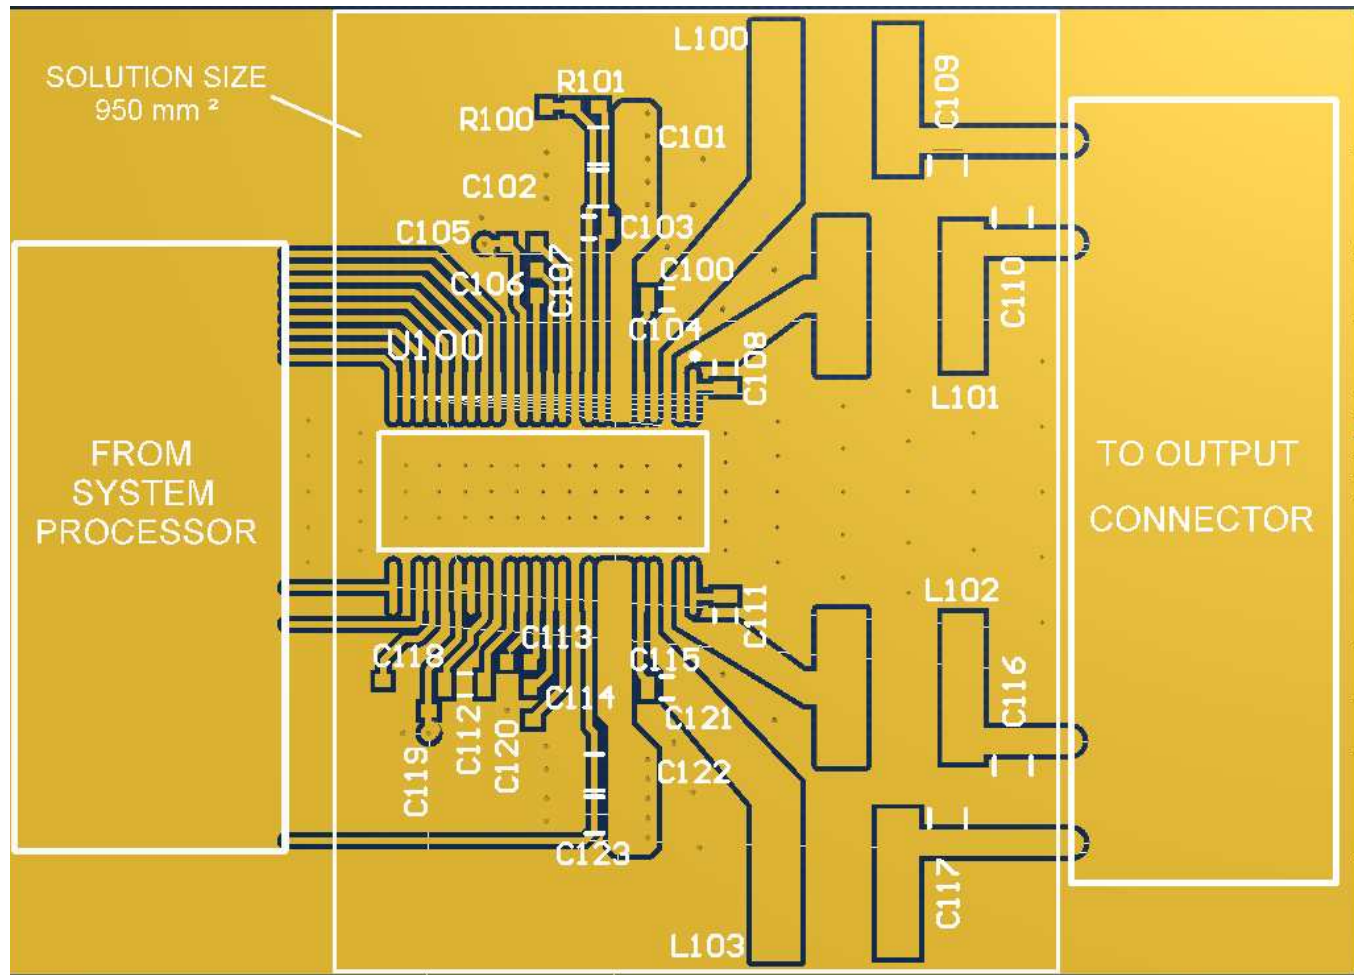 SOLUTION SIZE
950 mm ²
L100
C109
R101
R100
C101
C102
C105
C103
C106
C107
C100
C110
C104
U100
C108
L101
FROM
SYSTEM
PROCESSOR
TO OUTPUT
CONNECTOR
L102
C111
C113
C118
C115
C116
C114
C112
C120
C121
C119
C122
C123
C117
L103